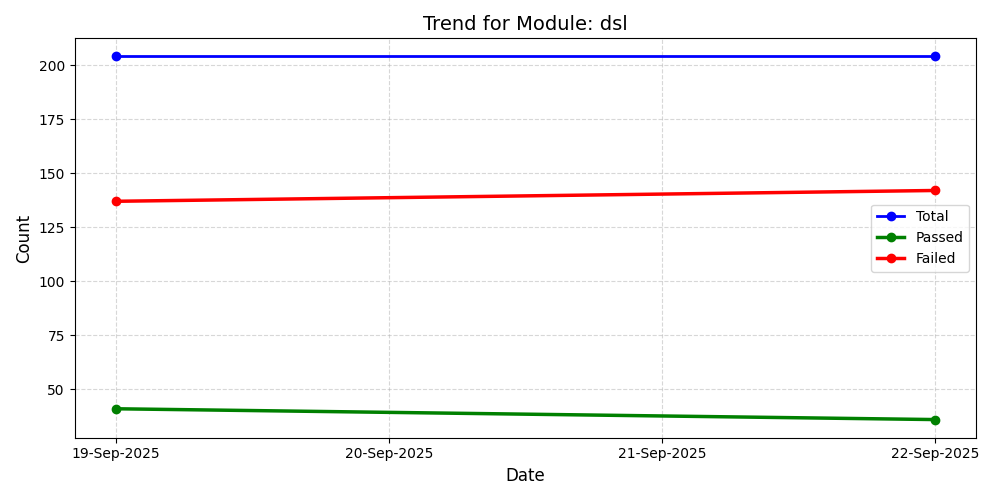 Trend for Module: dsl
200
175
150
125
100
75
50
Count
Total
Passed
Failed
19-Sep-2025
20-Sep-2025
21-Sep-2025
22-Sep-2025
Date